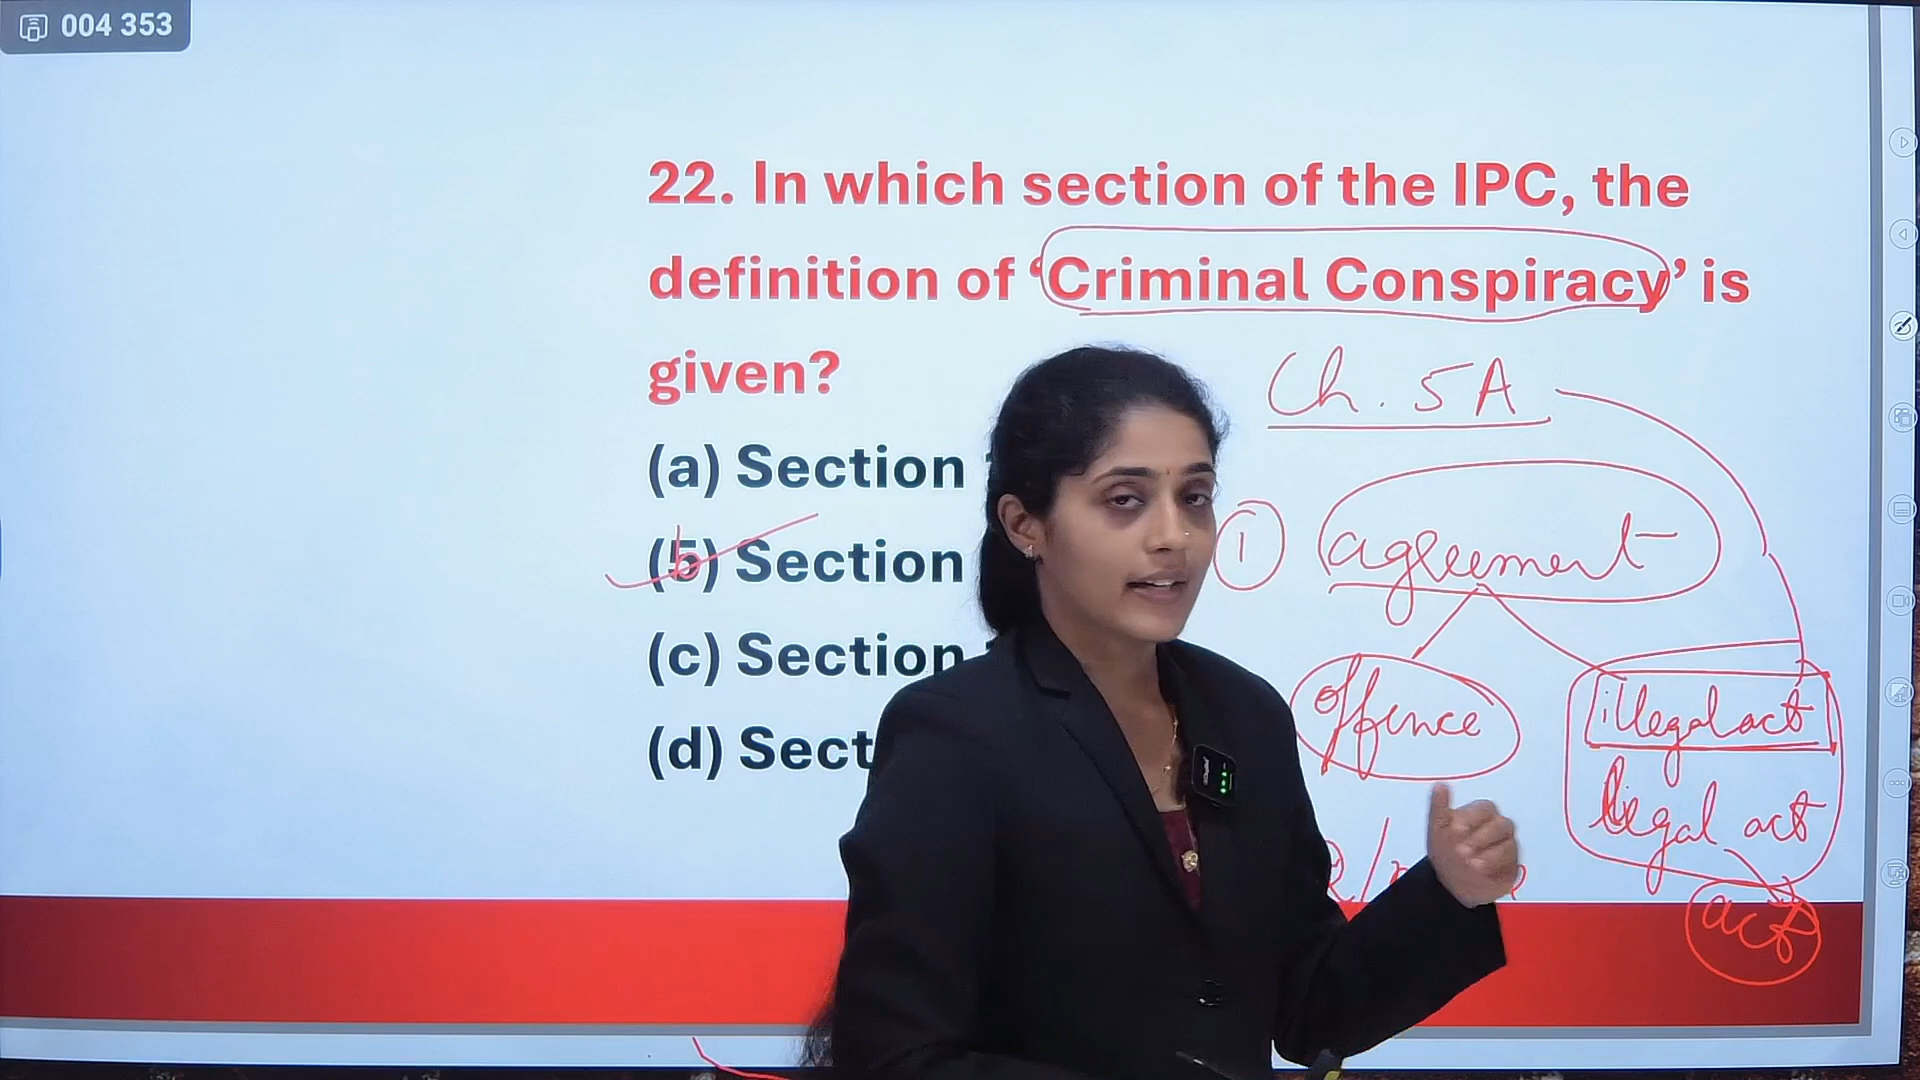 004 353
22. In which section of the IPC, the
definition of ‘Criminal Conspiracy’ is
given?
(a) Section
(b) Section
(c) Section
(d) Sect
Ch. 5A
1 agreement
offence
illegal act
legal act
act